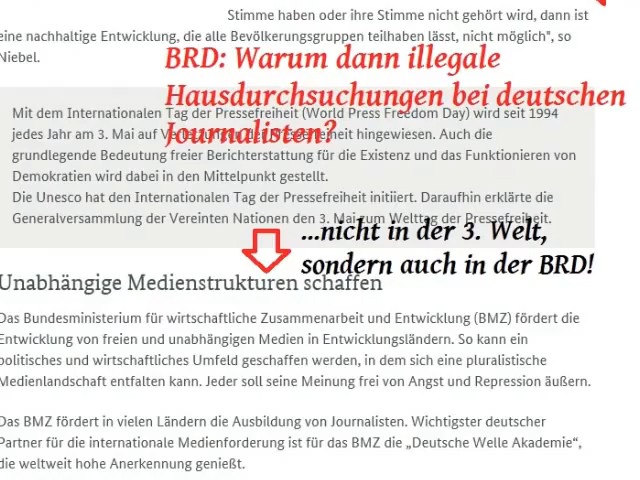 Stimme haben oder ihre Stimme nicht gehört wird, dann ist
eine nachhaltige Entwicklung, die alle Bevölkerungsgruppen teilhaben lässt, nicht möglich", so
Niebel.
BRD: Warum dann illegale
Hausdurchsuchungen bei deutschen
Journalisten?
Mit dem Internationalen Tag der Pressefreiheit (World Press Freedom Day) wird seit 1994
jedes Jahr am 3. Mai auf Verletzungen der Pressefreiheit hingewiesen. Auch die
grundlegende Bedeutung freier Berichterstattung für die Existenz und das Funktionieren von
Demokratien wird dabei in den Mittelpunkt gestellt.
Die Unesco hat den Internationalen Tag der Pressefreiheit initiiert. Daraufhin erklärte die
Generalversammlung der Vereinten Nationen den 3. Mai zum Welttag der Pressefreiheit.
...nicht in der 3. Welt,
sondern auch in der BRD!
Unabhängige Medienstrukturen schaffen
Das Bundesministerium für wirtschaftliche Zusammenarbeit und Entwicklung (BMZ) fördert die
Entwicklung von freien und unabhängigen Medien in Entwicklungsländern. So kann ein
politisches und wirtschaftliches Umfeld geschaffen werden, in dem sich eine pluralistische
Medienlandschaft entfalten kann. Jeder soll seine Meinung frei von Angst und Repression äußern.
Das BMZ fördert in vielen Ländern die Ausbildung von Journalisten. Wichtigster deutscher
Partner für die internationale Medienforderung ist für das BMZ die „Deutsche Welle Akademie“,
die weltweit hohe Anerkennung genießt.